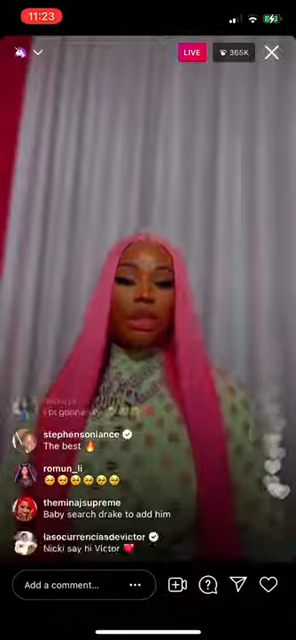 11:23
LIVE
365K
stephensoniance
The best 🔥
romun_li
🥺🥺🥺🥺🥺🥺
theminajsupreme
Baby search drake to add him
lasocurrenciasdevictor
Nicki say hi Victor ❤️
Add a comment...